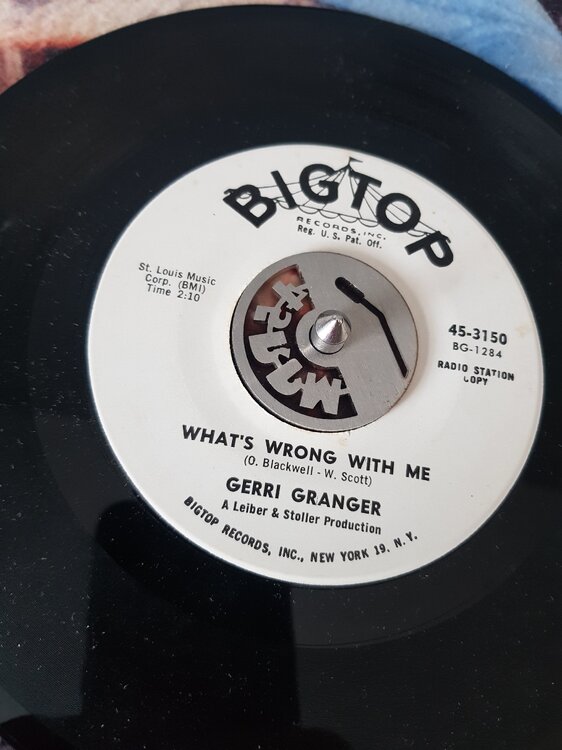 BIGTOP
RECORDS, INC.
Reg. U. S. Pat. Off.
St. Louis Music
Corp. (BMI)
Time 2:10
45-3150
BG-1284
RADIO STATION
COPY
WHAT'S WRONG WITH ME
(O. Blackwell - W. Scott)
GERRI GRANGER
A Leiber & Stoller Production
BIGTOP RECORDS, INC., NEW YORK 19, N.Y.